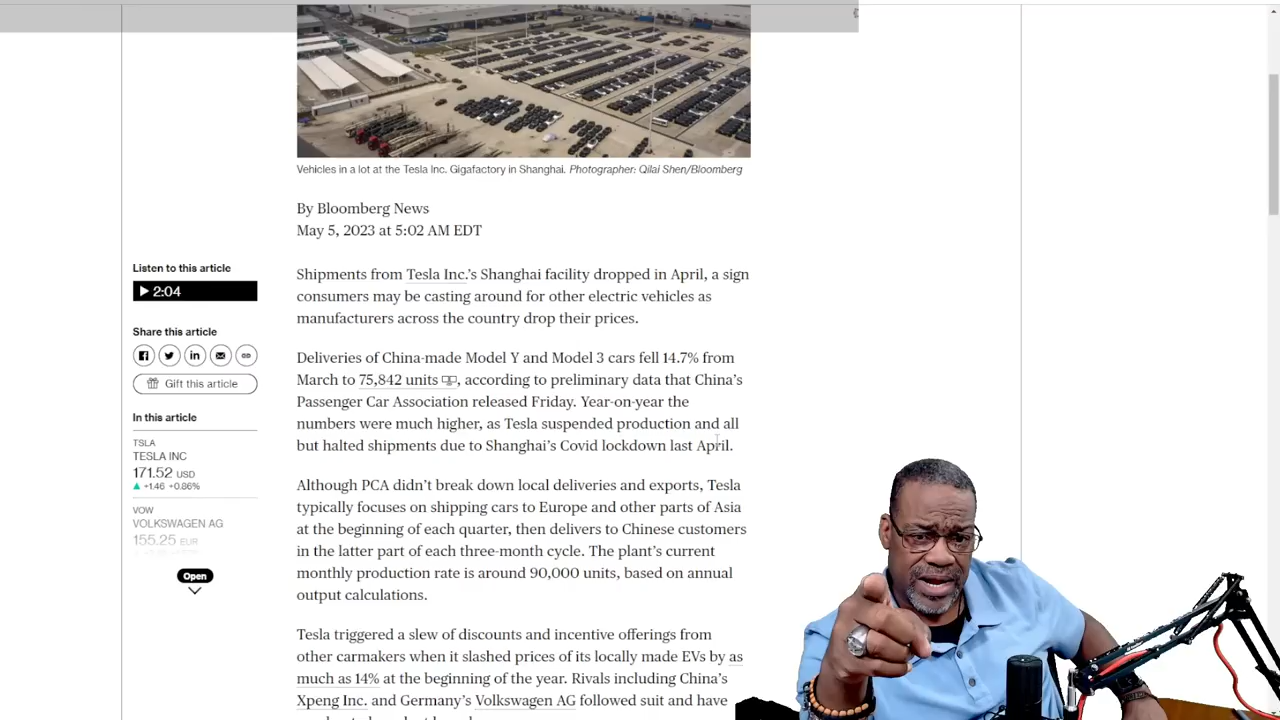 Vehicles in a lot at the Tesla Inc. Gigafactory in Shanghai. Photographer: Qilai Shen/Bloomberg
By Bloomberg News
May 5, 2023 at 5:02 AM EDT
Listen to this article
2:04
Share this article
Gift this article
In this article
TSLA
TESLA INC
171.52 USD
+1.46 +0.86%
VOW
VOLKSWAGEN AG
155.25 EUR
Open
Shipments from Tesla Inc.'s Shanghai facility dropped in April, a sign
consumers may be casting around for other electric vehicles as
manufacturers across the country drop their prices.
Deliveries of China-made Model Y and Model 3 cars fell 14.7% from
March to 75,842 units, according to preliminary data that China's
Passenger Car Association released Friday. Year-on-year the
numbers were much higher, as Tesla suspended production and all
but halted shipments due to Shanghai's Covid lockdown last April.
Although PCA didn't break down local deliveries and exports, Tesla
typically focuses on shipping cars to Europe and other parts of Asia
at the beginning of each quarter, then delivers to Chinese customers
in the latter part of each three-month cycle. The plant's current
monthly production rate is around 90,000 units, based on annual
output calculations.
Tesla triggered a slew of discounts and incentive offerings from
other carmakers when it slashed prices of its locally made EVs by as
much as 14% at the beginning of the year. Rivals including China's
Xpeng Inc. and Germany's Volkswagen AG followed suit and have